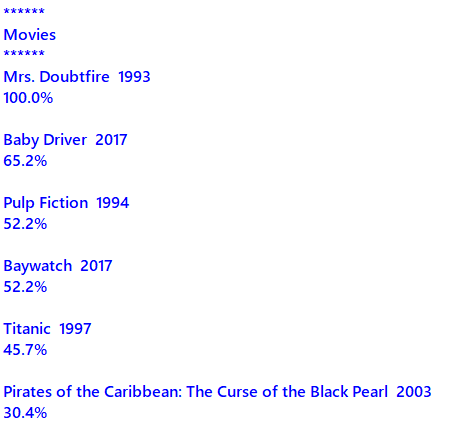 ******
Movies
******
Mrs. Doubtfire  1993
100.0%
Baby Driver  2017
65.2%
Pulp Fiction  1994
52.2%
Baywatch  2017
52.2%
Titanic  1997
45.7%
Pirates of the Caribbean: The Curse of the Black Pearl  2003
30.4%